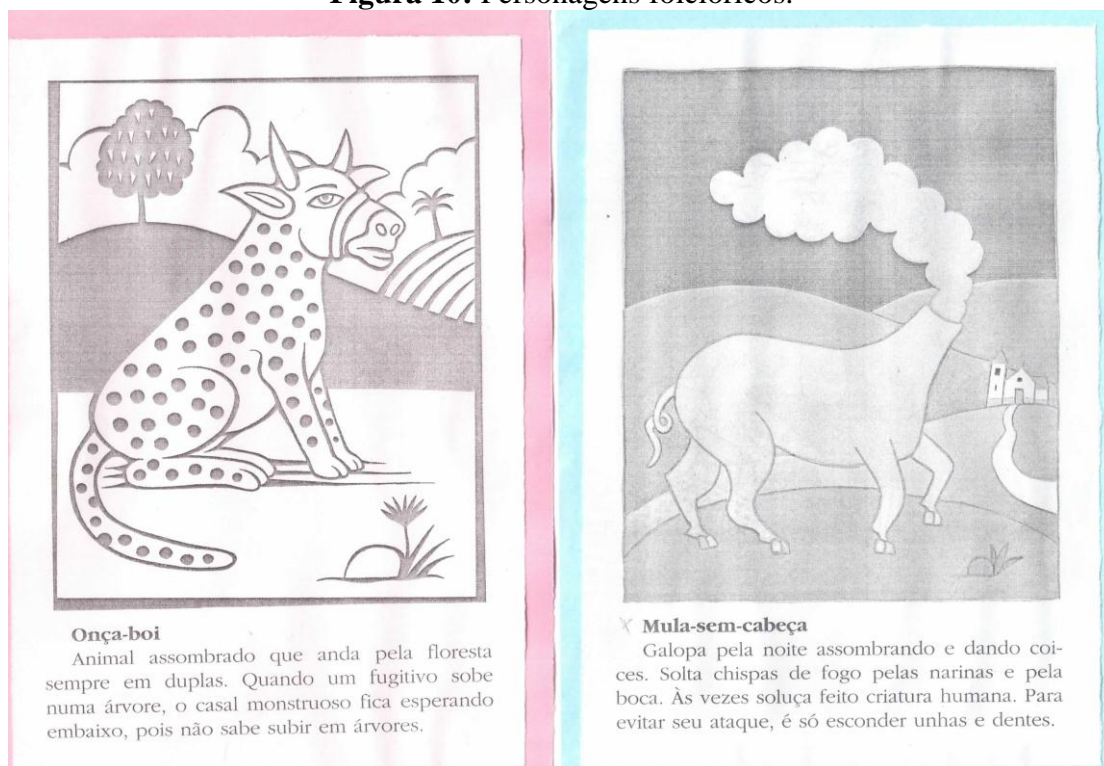 Figura 10: Personagens folclóricos.
Onça-boi
Animal assombrado que anda pela floresta
sempre em duplas. Quando um fugitivo sobe
numa árvore, o casal monstruoso fica esperando
embaixo, pois não sabe subir em árvores.
Mula-sem-cabeça
Galopa pela noite assombrando e dando coi-
ces. Solta chispas de fogo pelas narinas e pela
boca. Às vezes soluça feito criatura humana. Para
evitar seu ataque, é só esconder unhas e dentes.